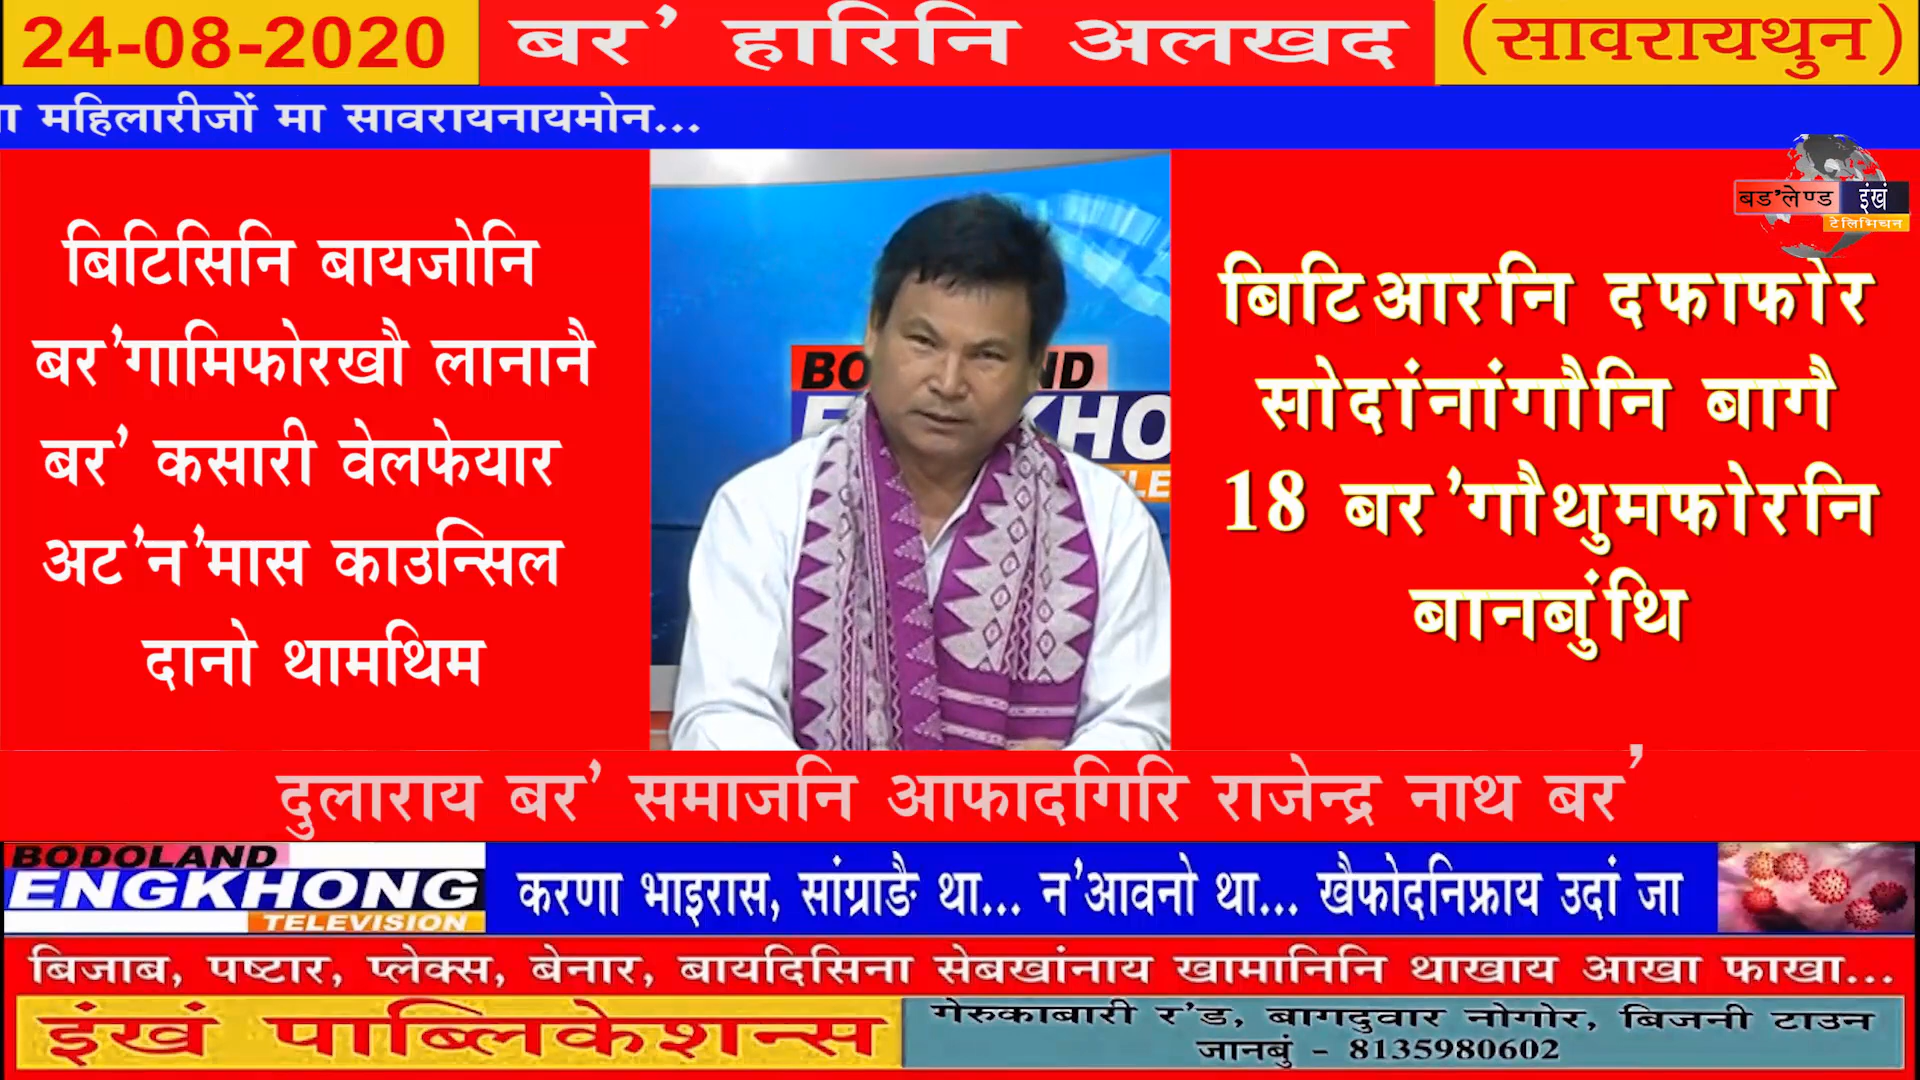 24-08-2020 बर’ हारिनि अलखद (सावरायथुन)
महिलारीजों मा सावरायनायमोन...
बड’लेण्ड इंखं
टेलिभिचन
बिटिसिनि बायजोनि
बर’गामिफोरखौ लानानै
बर’ कसारी वेलफेयार
अट’न’मास काउन्सिल
दानो थामथिम
BODOLAND
बिटिआरनि दफाफोर
सोदांनांगौनि बागै
18 बर’गौथुमफोरनि
बानबुंथि
दुलाराय बर’ समाजनि आफादगिरि राजेन्द्र नाथ बर’
BODOLAND
ENGKHONG
TELEVISION
करणा भाइरास, सांग्राङै था... न’आवनो था... खैफोदनिफ्राय उदां जा
बिजाब, पष्टार, प्लेक्स, बेनार, बायदिसिना सेबखांनाय खामानिनि थाखाय आखा फाखा...
इंखं पाब्लिकेशन्स
गेरुकाबारी र’ड, बागदुवार नोगोर, बिजनी टाउन
जानबुं - 8135980602